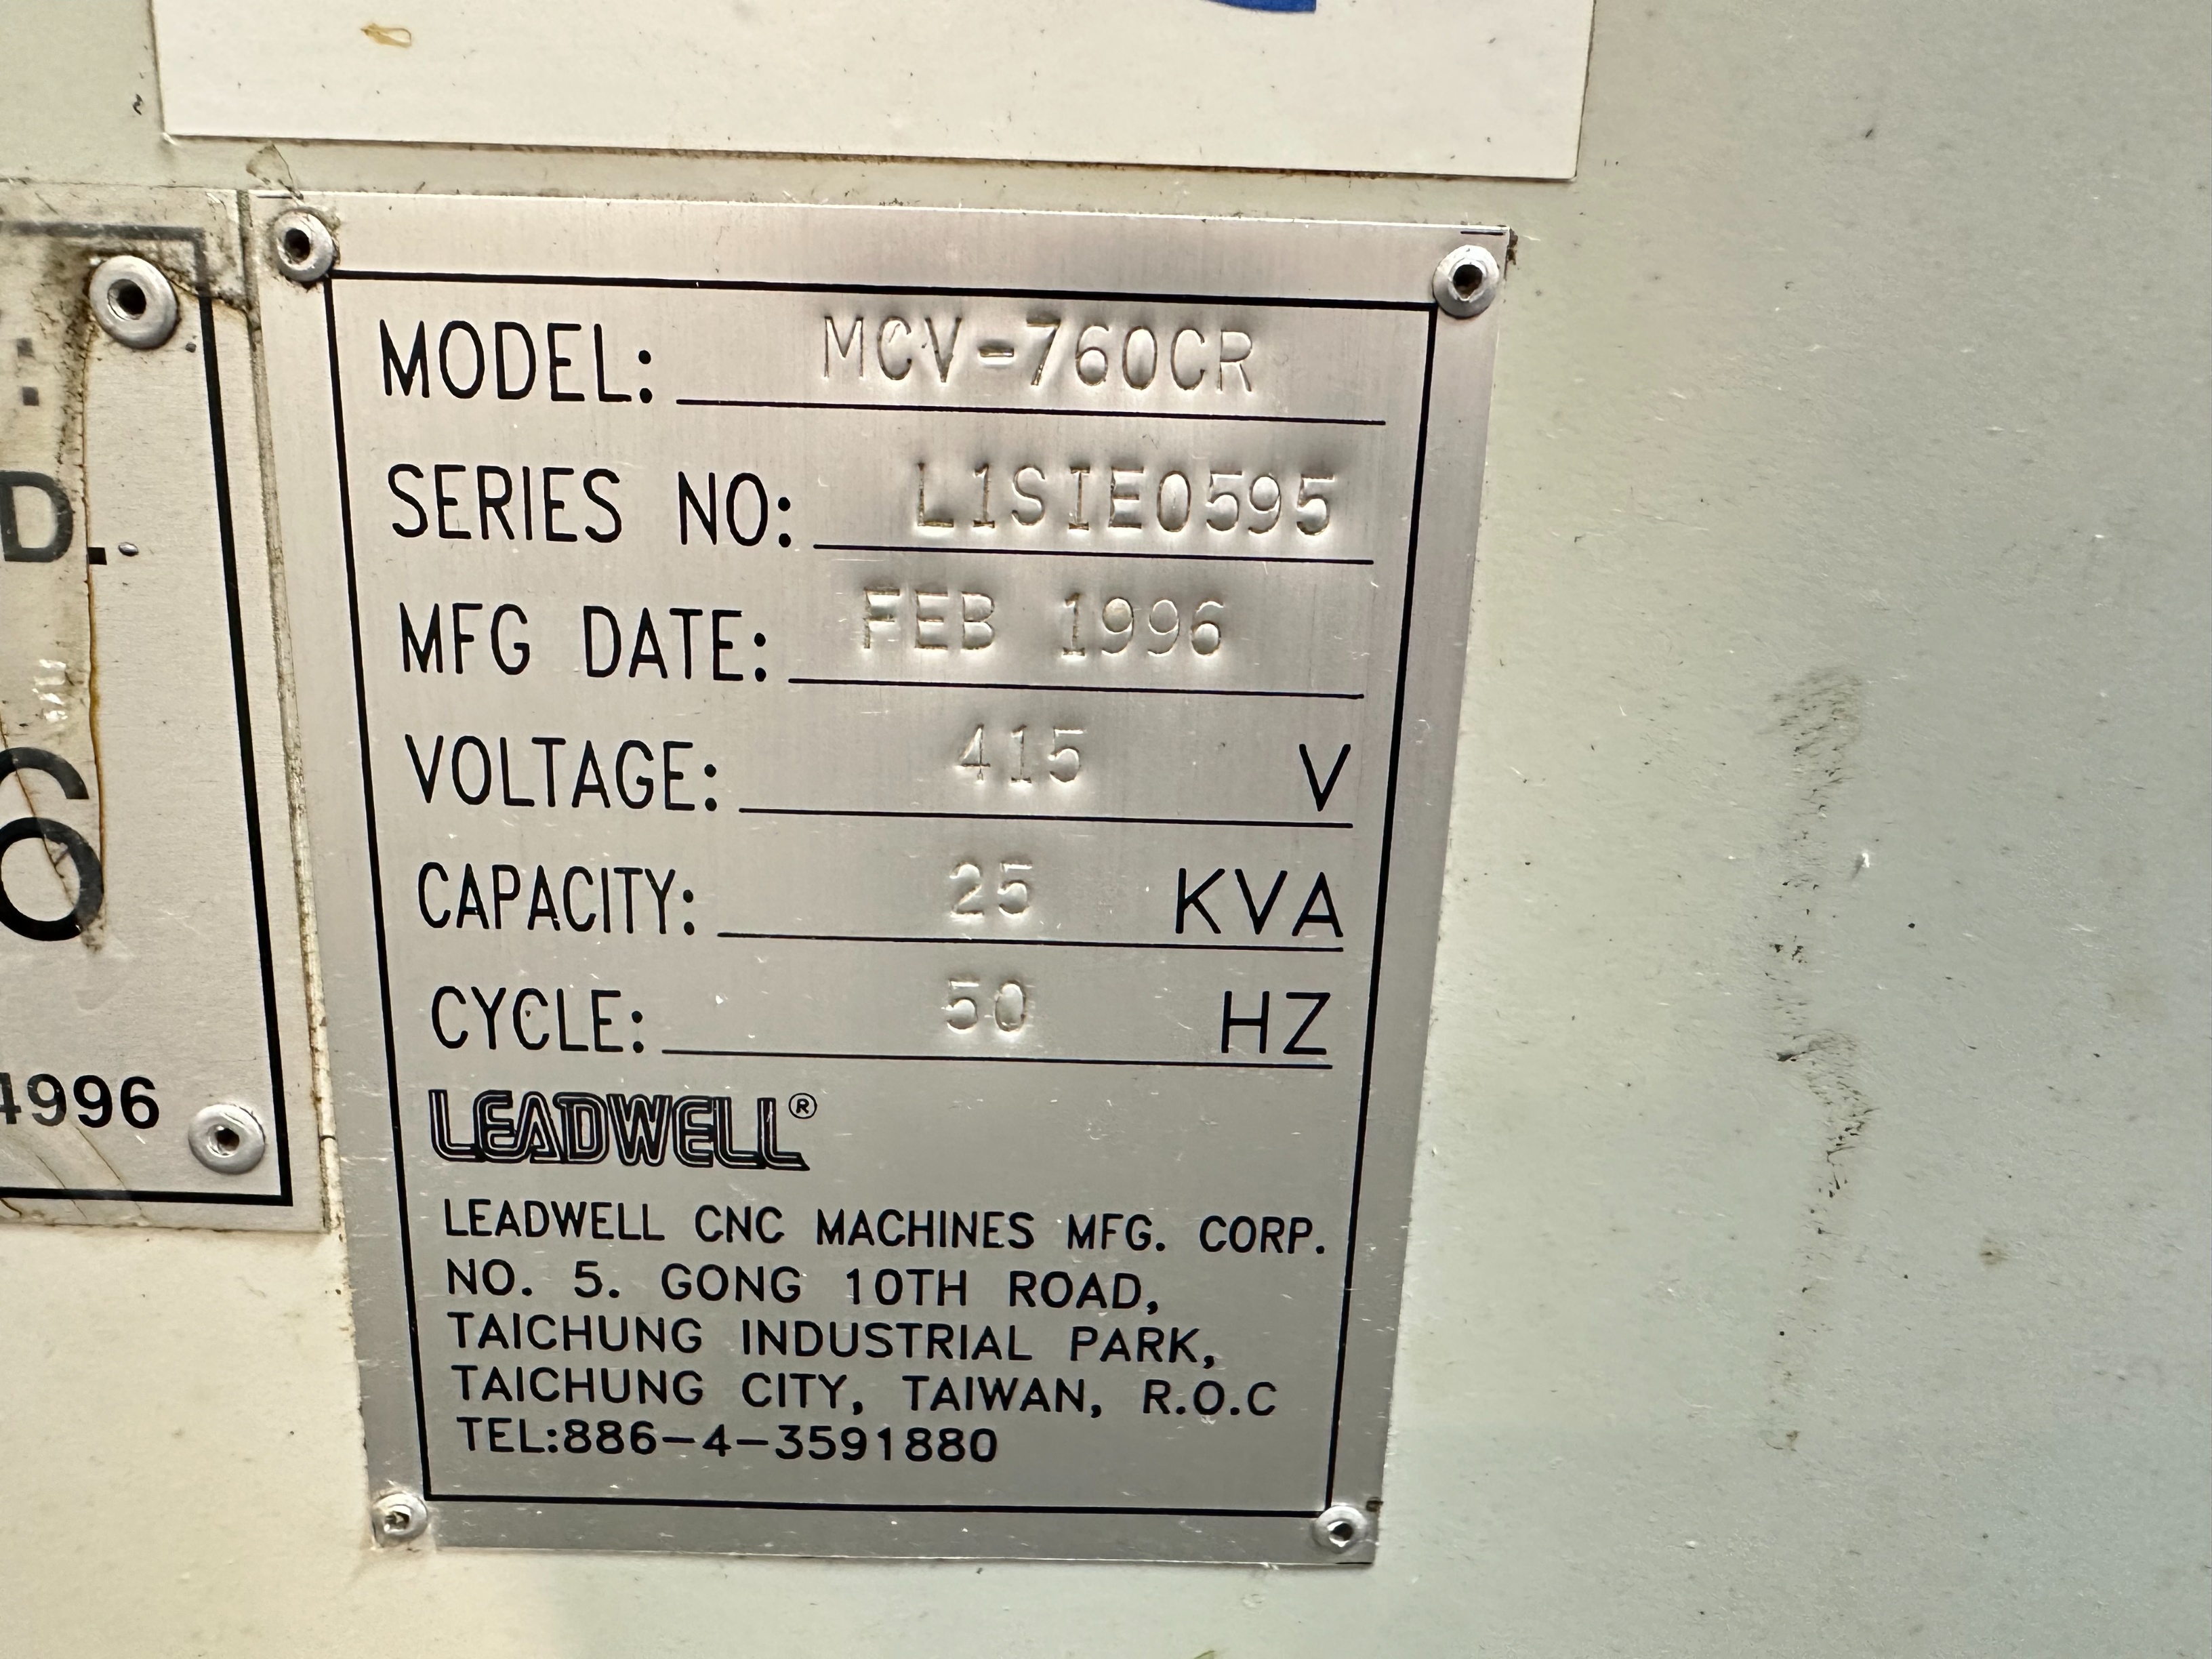 D.
6
4996
MODEL: MCV-760CR
SERIES NO: L1SIE0595
MFG DATE: FEB 1996
VOLTAGE: 415 V
CAPACITY: 25 KVA
CYCLE: 50 HZ
LEADWELL®
LEADWELL CNC MACHINES MFG. CORP.
NO. 5. GONG 10TH ROAD,
TAICHUNG INDUSTRIAL PARK,
TAICHUNG CITY, TAIWAN, R.O.C
TEL:886-4-3591880